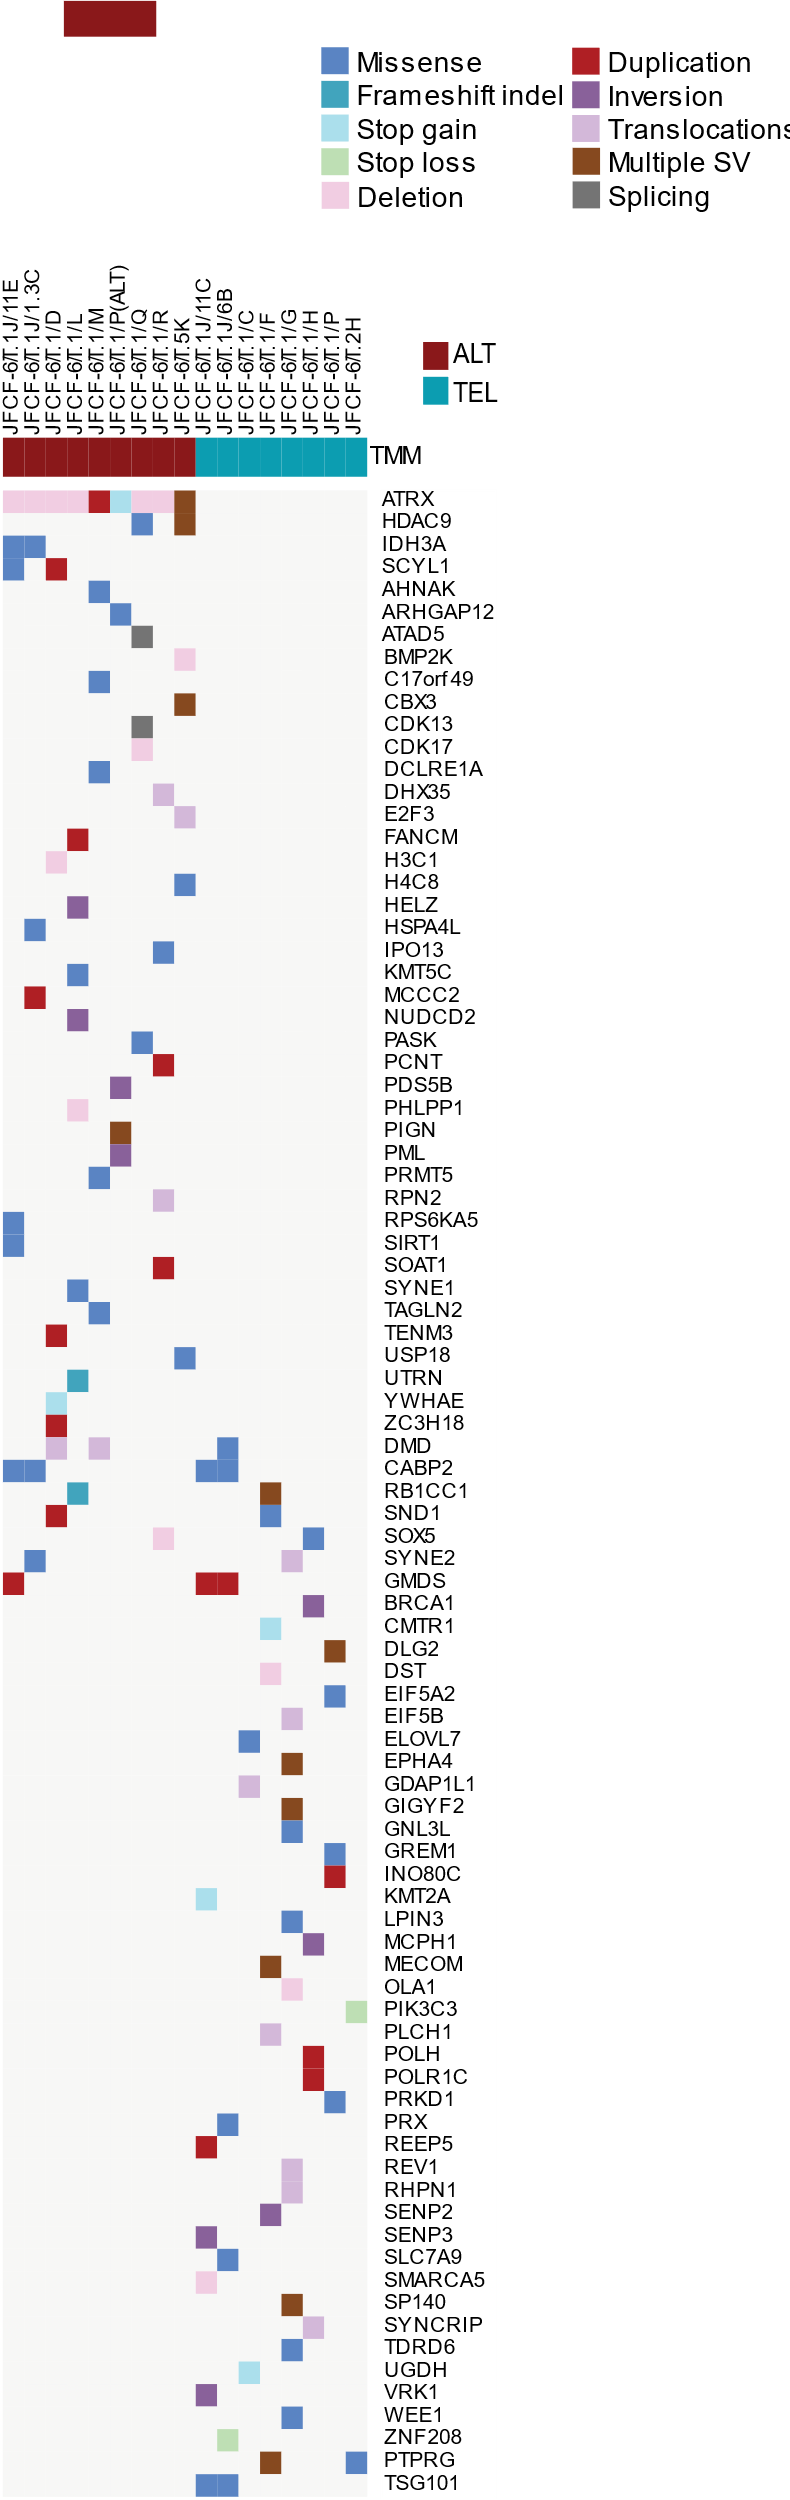 Missense
Frameshift indel
Stop gain
Stop loss
Deletion
Duplication
Inversion
Translocations
Multiple SV
Splicing
JFCF-6/T.1J/11E
JFCF-6/T.1J/1.3C
JFCF-6/T.1/D
JFCF-6/T.1/L
JFCF-6/T.1/M
JFCF-6/T.1/P(ALT)
JFCF-6/T.1/Q
JFCF-6/T.1/R
JFCF-6/T.5K
JFCF-6/T.1J/11C
JFCF-6/T.1J/6B
JFCF-6/T.1/C
JFCF-6/T.1/F
JFCF-6/T.1/G
JFCF-6/T.1/H
JFCF-6/T.1/P
JFCF-6/T.2H
ALT
TEL
TMM
ATRX
HDAC9
IDH3A
SCYL1
AHNAK
ARHGAP12
ATAD5
BMP2K
C17orf49
CBX3
CDK13
CDK17
DCLRE1A
DHX35
E2F3
FANCM
H3C1
H4C8
HELZ
HSPA4L
IPO13
KMT5C
MCCC2
NUDCD2
PASK
PCNT
PDS5B
PHLPP1
PIGN
PML
PRMT5
RPN2
RPS6KA5
SIRT1
SOAT1
SYNE1
TAGLN2
TENM3
USP18
UTRN
YWHAE
ZC3H18
DMD
CABP2
RB1CC1
SND1
SOX5
SYNE2
GMDS
BRCA1
CMTR1
DLG2
DST
EIF5A2
EIF5B
ELOVL7
EPHA4
GDAP1L1
GIGYF2
GNL3L
GREM1
INO80C
KMT2A
LPIN3
MCPH1
MECOM
OLA1
PIK3C3
PLCH1
POLH
POLR1C
PRKD1
PRX
REEP5
REV1
RHPN1
SENP2
SENP3
SLC7A9
SMARCA5
SP140
SYNCRIP
TDRD6
UGDH
VRK1
WEE1
ZNF208
PTPRG
TSG101